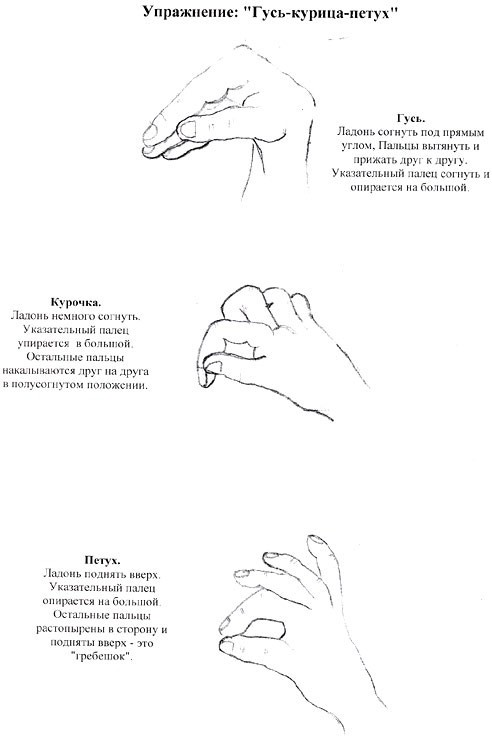 Упражнение: "Гусь-курица-петух"
Гусь.
Ладонь согнуть под прямым
углом, Пальцы вытянуть и
прижать друг к другу.
Указательный палец согнуть и
опирается на большой.
Курочка.
Ладонь немного согнуть.
Указательный палец
упирается в большой.
Остальные пальцы
накалываются друг на друга
в полусогнутом положении.
Петух.
Ладонь поднять вверх.
Указательный палец
опирается на большой.
Остальные пальцы
растопырены в сторону и
подняты вверх - это
"гребешок".